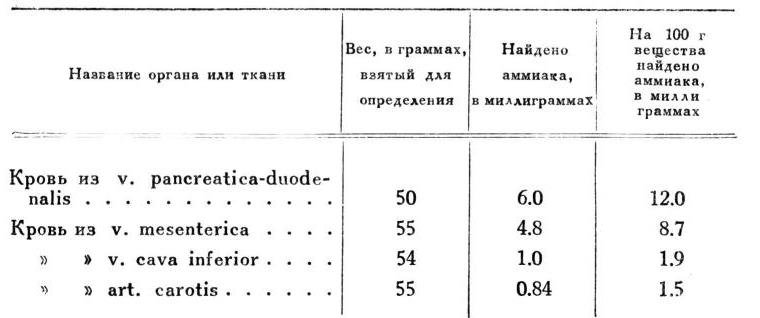 Название органа или ткани
Вес, в граммах,
взятый для
определения
Найдено
аммиака,
в миллиграммах
На 100 г
вещества
найдено
аммиака,
в милли
граммах
Кровь из v. pancreatica-duode-
nalis . . . . . . . . . . . . . 50 6.0 12.0
Кровь из v. mesenterica . . . . 55 4.8 8.7
» » v. cava inferior . . . . 54 1.0 1.9
» » art. carotis . . . . . . 55 0.84 1.5